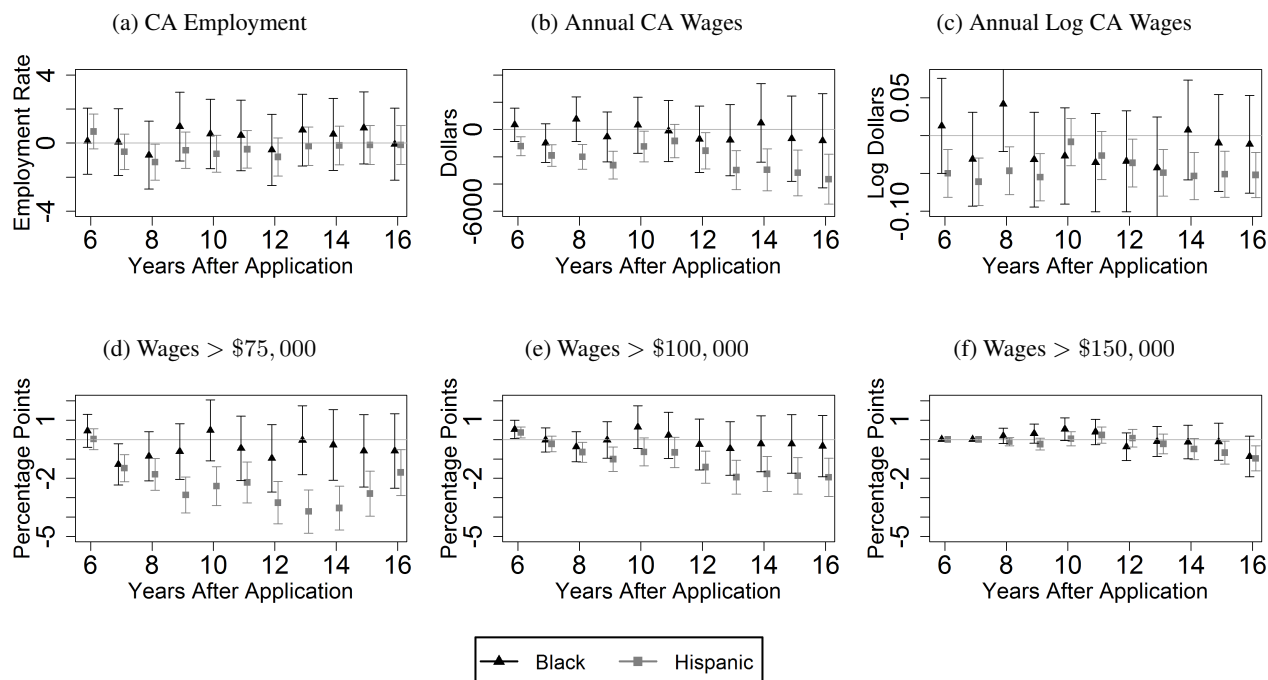 (a) CA Employment
Employment Rate
4
0
-4
6 8 10 12 14 16
Years After Application
(b) Annual CA Wages
Dollars
0
-6000
6 8 10 12 14 16
Years After Application
(c) Annual Log CA Wages
Log Dollars
0.05
-0.10
6 8 10 12 14 16
Years After Application
(d) Wages > $75,000
Percentage Points
1
-2
-5
6 8 10 12 14 16
Years After Application
(e) Wages > $100,000
Percentage Points
1
-2
-5
6 8 10 12 14 16
Years After Application
(f) Wages > $150,000
Percentage Points
1
-2
-5
6 8 10 12 14 16
Years After Application
Black Hispanic